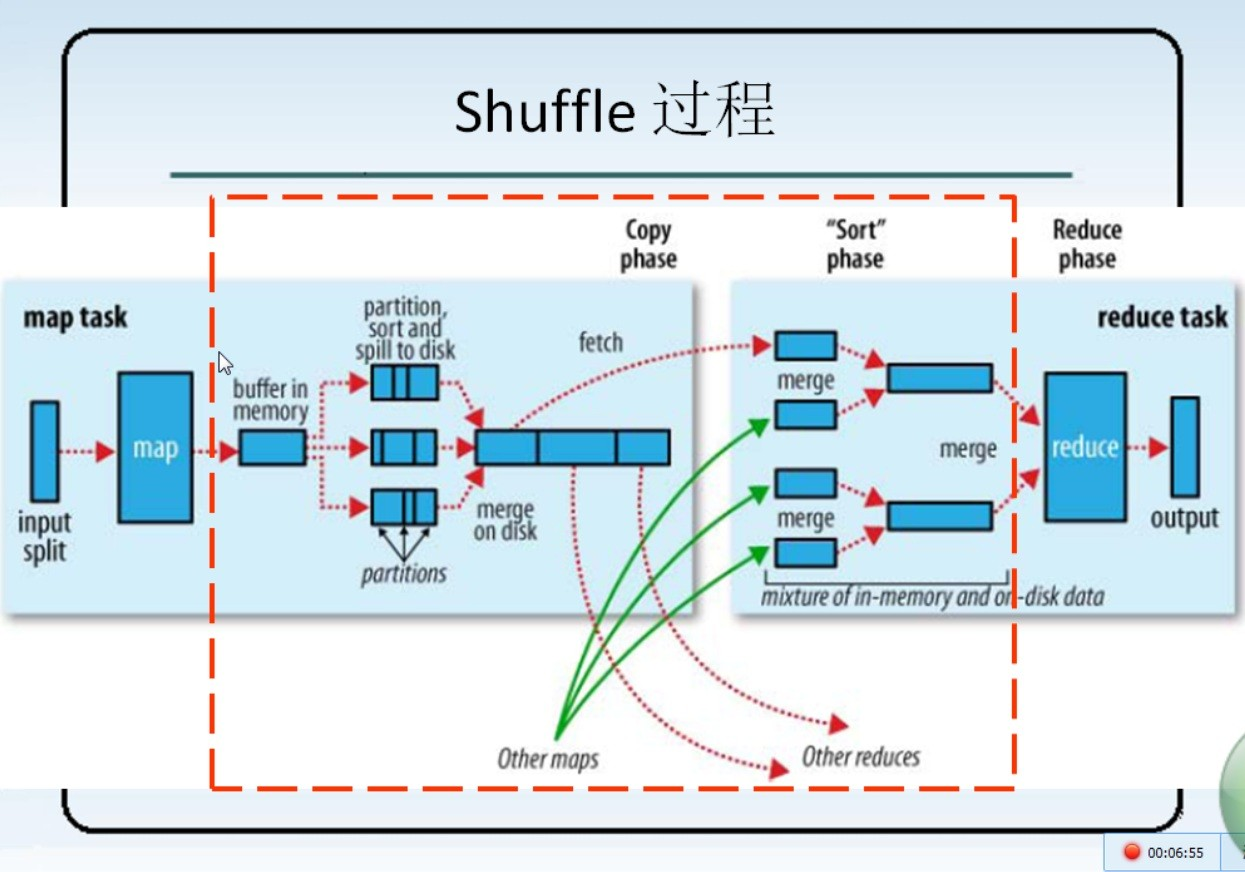 Shuffle 过程
Copy
phase
“Sort”
phase
Reduce
phase
map task
reduce task
partition,
sort and
spill to disk
fetch
buffer in
memory
merge
map
merge
reduce
input
split
merge
on disk
merge
output
partitions
mixture of in-memory and on-disk data
Other maps
Other reduces
00:06:55